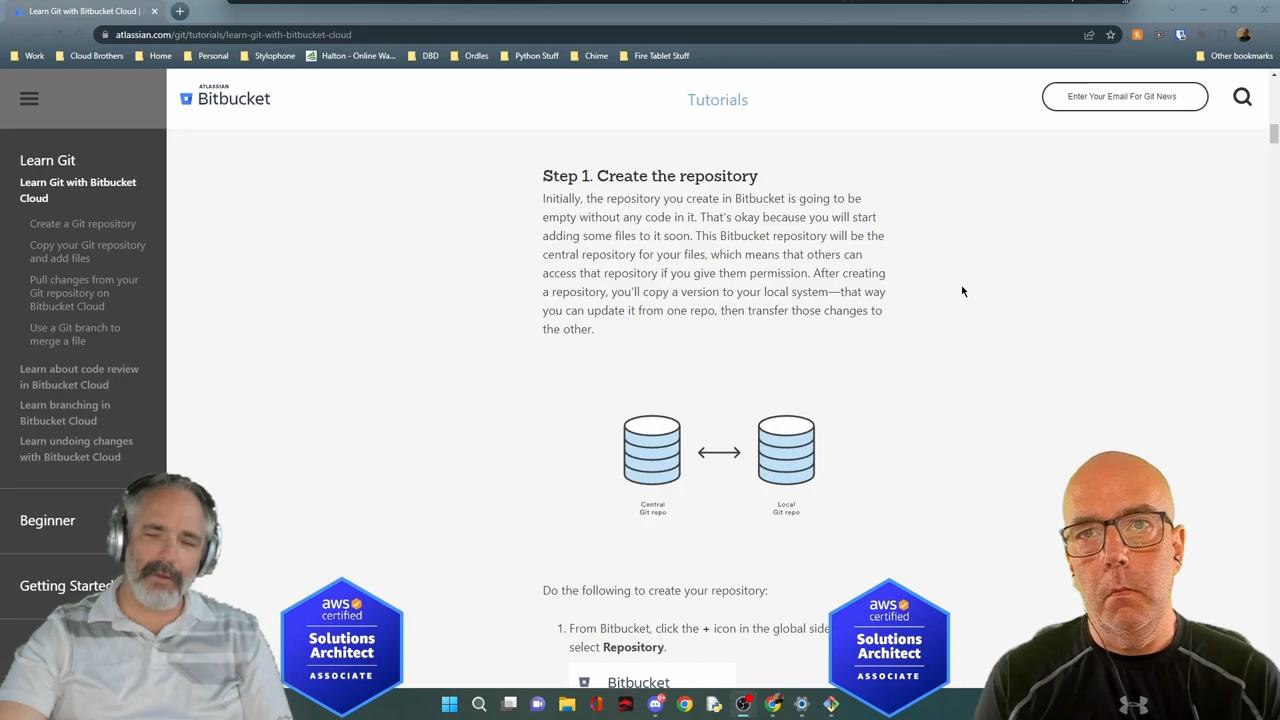 Learn Git with Bitbucket Cloud |
atlassian.com/git/tutorials/learn-git-with-bitbucket-cloud
Work
Cloud Brothers
Home
Personal
Stylophone
Halton - Online Wa...
DBD
Ordles
Python Stuff
Chime
Fire Tablet Stuff
Other bookmarks
ATLASSIAN
Bitbucket
Tutorials
Enter Your Email For Git News
Learn Git
Learn Git with Bitbucket
Cloud
Create a Git repository
Copy your Git repository
and add files
Pull changes from your
Git repository on
Bitbucket Cloud
Use a Git branch to
merge a file
Learn about code review
in Bitbucket Cloud
Learn branching in
Bitbucket Cloud
Learn undoing changes
with Bitbucket Cloud
Beginner
Getting Started
Step 1. Create the repository
Initially, the repository you create in Bitbucket is going to be
empty without any code in it. That's okay because you will start
adding some files to it soon. This Bitbucket repository will be the
central repository for your files, which means that others can
access that repository if you give them permission. After creating
a repository, you'll copy a version to your local system—that way
you can update it from one repo, then transfer those changes to
the other.
Central
Git repo
Local
Git repo
Do the following to create your repository:
1. From Bitbucket, click the + icon in the global side
select Repository.
Bitbucket
aws
certified
Solutions
Architect
ASSOCIATE
aws
certified
Solutions
Architect
ASSOCIATE